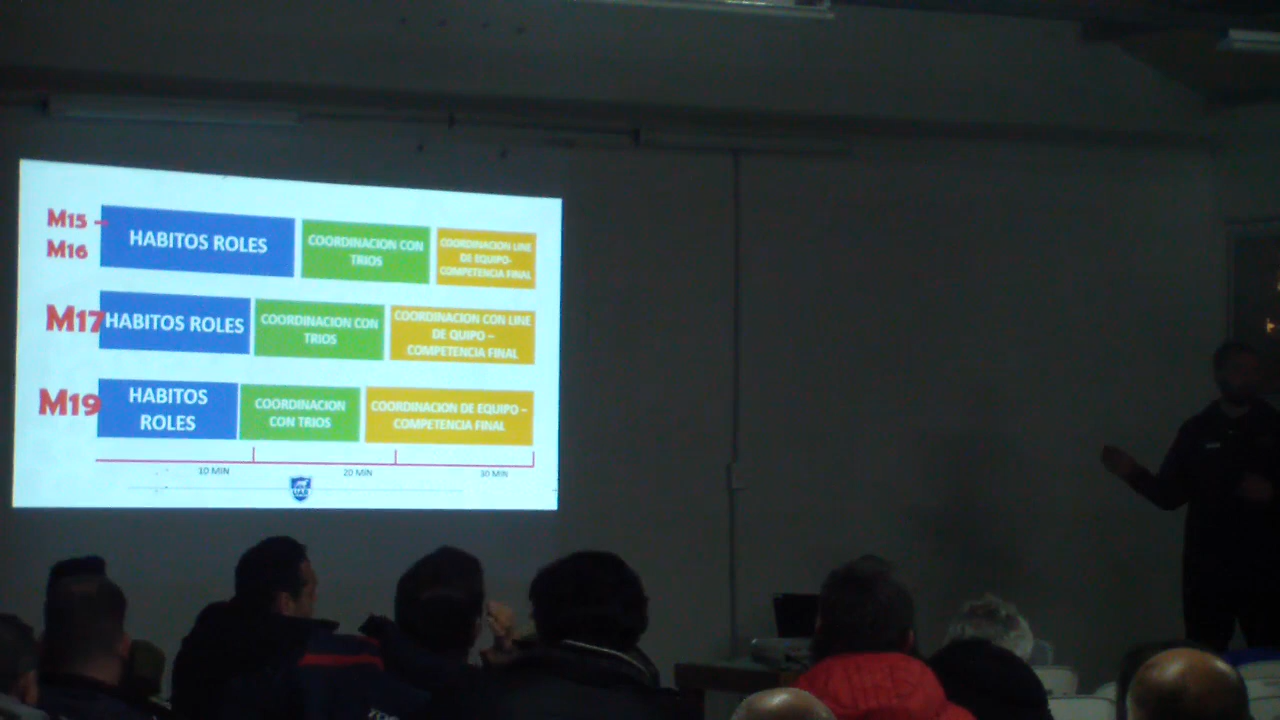 M15 –
M16
HABITOS ROLES
COORDINACION CON
TRIOS
COORDINACION LINE
DE EQUIPO-
COMPETENCIA FINAL
M17
HABITOS ROLES
COORDINACION CON
TRIOS
COORDINACION CON LINE
DE QUIPO –
COMPETENCIA FINAL
M19
HABITOS
ROLES
COORDINACION
CON TRIOS
COORDINACION DE EQUIPO –
COMPETENCIA FINAL
10 MIN
20 MIN
30 MIN